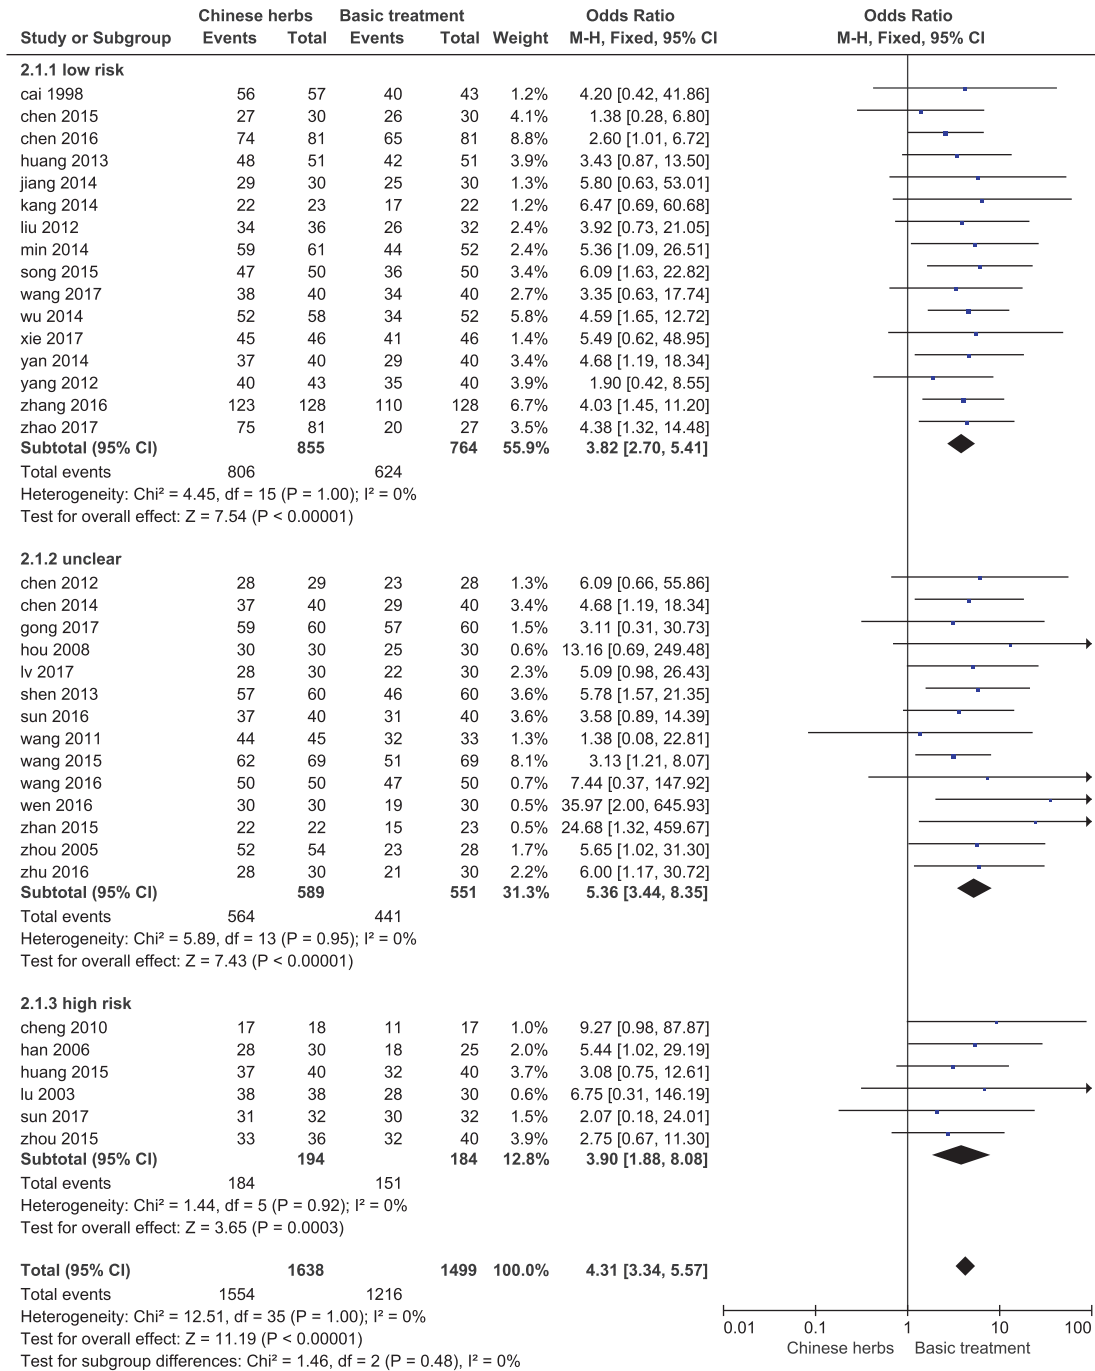 Chinese herbs Basic treatment Odds Ratio Odds Ratio
Study or Subgroup Events Total Events Total Weight M-H, Fixed, 95% CI M-H, Fixed, 95% CI
2.1.1 low risk
cai 1998 56 57 40 43 1.2% 4.20 [0.42, 41.86]
chen 2015 27 30 26 30 4.1% 1.38 [0.28, 6.80]
chen 2016 74 81 65 81 8.8% 2.60 [1.01, 6.72]
huang 2013 48 51 42 51 3.9% 3.43 [0.87, 13.50]
jiang 2014 29 30 25 30 1.3% 5.80 [0.63, 53.01]
kang 2014 22 23 17 22 1.2% 6.47 [0.69, 60.68]
liu 2012 34 36 26 32 2.4% 3.92 [0.73, 21.05]
min 2014 59 61 44 52 2.4% 5.36 [1.09, 26.51]
song 2015 47 50 36 50 3.4% 6.09 [1.63, 22.82]
wang 2017 38 40 34 40 2.7% 3.35 [0.63, 17.74]
wu 2014 52 58 34 52 5.8% 4.59 [1.65, 12.72]
xie 2017 45 46 41 46 1.4% 5.49 [0.62, 48.95]
yan 2014 37 40 29 40 3.4% 4.68 [1.19, 18.34]
yang 2012 40 43 35 40 3.9% 1.90 [0.42, 8.55]
zhang 2016 123 128 110 128 6.7% 4.03 [1.45, 11.20]
zhao 2017 75 81 20 27 3.3% 4.38 [1.32, 14.48]
Subtotal (95% CI) 855 764 55.9% 3.82 [2.70, 5.41]
Total events 806 624
Heterogeneity: Chi² = 4.45, df = 15 (P = 1.00); I² = 0%
Test for overall effect: Z = 7.54 (P < 0.00001)
2.1.2 unclear
chen 2012 28 29 23 28 1.3% 6.09 [0.66, 55.86]
chen 2014 37 40 29 40 3.4% 4.68 [1.19, 18.34]
gong 2017 59 60 57 60 1.5% 3.11 [0.31, 30.73]
hou 2008 30 30 25 30 0.6% 13.16 [0.69, 249.48]
lv 2017 28 30 22 30 2.3% 5.09 [0.98, 26.43]
shen 2013 57 60 46 60 3.6% 5.78 [1.57, 21.35]
sun 2016 37 40 31 40 3.6% 3.58 [0.89, 14.39]
wang 2011 44 45 32 33 1.3% 1.38 [0.08, 22.81]
wang 2015 62 69 51 69 8.1% 3.13 [1.21, 8.07]
wang 2016 50 50 47 50 0.7% 7.44 [0.37, 147.92]
wen 2016 30 30 19 30 0.5% 35.97 [2.00, 645.93]
zhan 2015 22 22 15 23 0.5% 24.68 [1.32, 459.67]
zhou 2005 52 54 23 28 1.7% 5.65 [1.02, 31.30]
zhu 2016 28 30 21 30 2.2% 6.00 [1.17, 30.72]
Subtotal (95% CI) 589 551 31.3% 5.36 [3.44, 8.35]
Total events 564 441
Heterogeneity: Chi² = 5.89, df = 13 (P = 0.95); I² = 0%
Test for overall effect: Z = 7.43 (P < 0.00001)
2.1.3 high risk
cheng 2010 17 18 11 17 1.0% 9.27 [0.98, 87.87]
han 2006 28 30 18 25 2.0% 5.44 [1.02, 29.19]
huang 2015 37 40 32 40 3.9% 3.08 [0.75, 12.61]
lu 2003 38 38 28 30 0.6% 6.75 [0.31, 146.19]
sun 2017 31 32 30 32 1.5% 2.07 [0.18, 24.01]
zhou 2015 33 36 32 40 3.9% 2.75 [0.67, 11.30]
Subtotal (95% CI) 194 184 12.8% 3.90 [1.88, 8.08]
Total events 184 151
Heterogeneity: Chi² = 1.44, df = 5 (P = 0.92); I² = 0%
Test for overall effect: Z = 3.65 (P = 0.0003)
Total (95% CI) 1638 1499 100.0% 4.31 [3.34, 5.57]
Total events 1554 1216
Heterogeneity: Chi² = 12.51, df = 35 (P = 1.00); I² = 0%
Test for overall effect: Z = 11.19 (P < 0.00001)
Test for subgroup differences: Chi² = 1.46, df = 2 (P = 0.48), I² = 0%
0.01 0.1 1 10 100
Chinese herbs Basic treatment